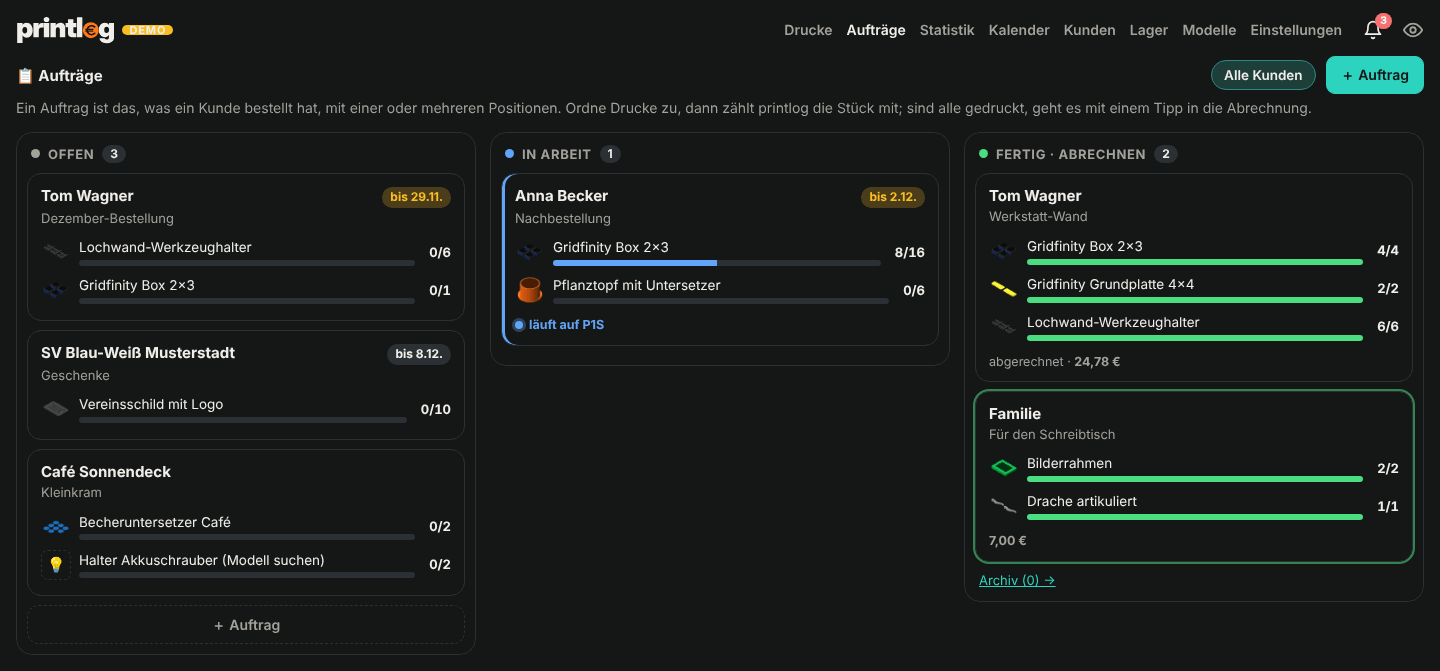 printlog DEMO
Drucke Aufträge Statistik Kalender Kunden Lager Modelle Einstellungen 3
📋 Aufträge
Alle Kunden
+ Auftrag
Ein Auftrag ist das, was ein Kunde bestellt hat, mit einer oder mehreren Positionen. Ordne Drucke zu, dann zählt printlog die Stück mit; sind alle gedruckt, geht es mit einem Tipp in die Abrechnung.
OFFEN 3
Tom Wagner bis 29.11.
Dezember-Bestellung
Lochwand-Werkzeughalter 0/6
Gridfinity Box 2×3 0/1
SV Blau-Weiß Musterstadt bis 8.12.
Geschenke
Vereinsschild mit Logo 0/10
Café Sonnendeck
Kleinkram
Becheruntersetzer Café 0/2
💡 Halter Akkuschrauber (Modell suchen) 0/2
+ Auftrag
IN ARBEIT 1
Anna Becker bis 2.12.
Nachbestellung
Gridfinity Box 2×3 8/16
Pflanztopf mit Untersetzer 0/6
läuft auf P1S
FERTIG · ABRECHNEN 2
Tom Wagner
Werkstatt-Wand
Gridfinity Box 2×3 4/4
Gridfinity Grundplatte 4×4 2/2
Lochwand-Werkzeughalter 6/6
abgerechnet · 24,78 €
Familie
Für den Schreibtisch
Bilderrahmen 2/2
Drache artikuliert 1/1
7,00 €
Archiv (0) →